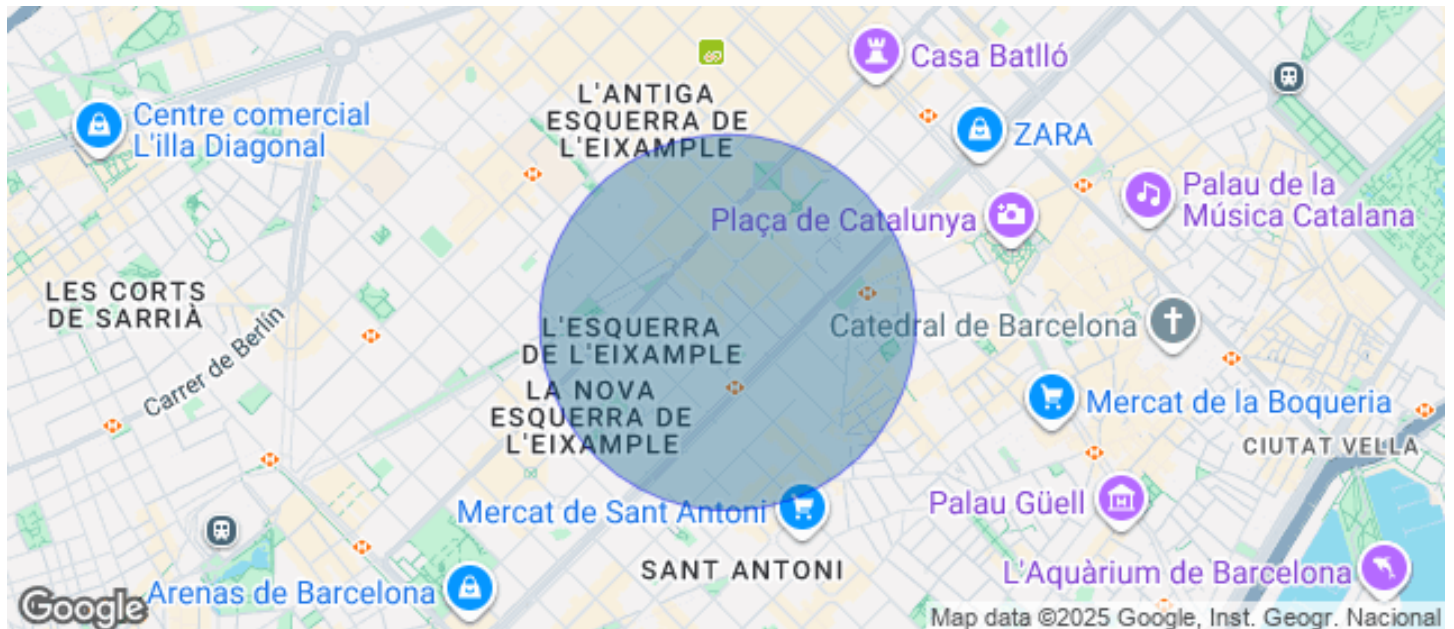 Casa Batlló
L'ANTIGA
ESQUERRA DE
L'EIXAMPLE
Centre comercial
L'illa Diagonal
ZARA
Palau de la
Música Catalana
Plaça de Catalunya
LES CORTS
DE SARRIÀ
Carrer de Berlín
L'ESQUERRA
DE L'EIXAMPLE
Catedral de Barcelona
LA NOVA
ESQUERRA DE
L'EIXAMPLE
Mercat de la Boqueria
CIUTAT VELLA
Mercat de Sant Antoni
Palau Güell
SANT ANTONI
L'Aquàrium de Barcelona
Arenas de Barcelona
Google
Map data ©2025 Google, Inst. Geogr. Nacional